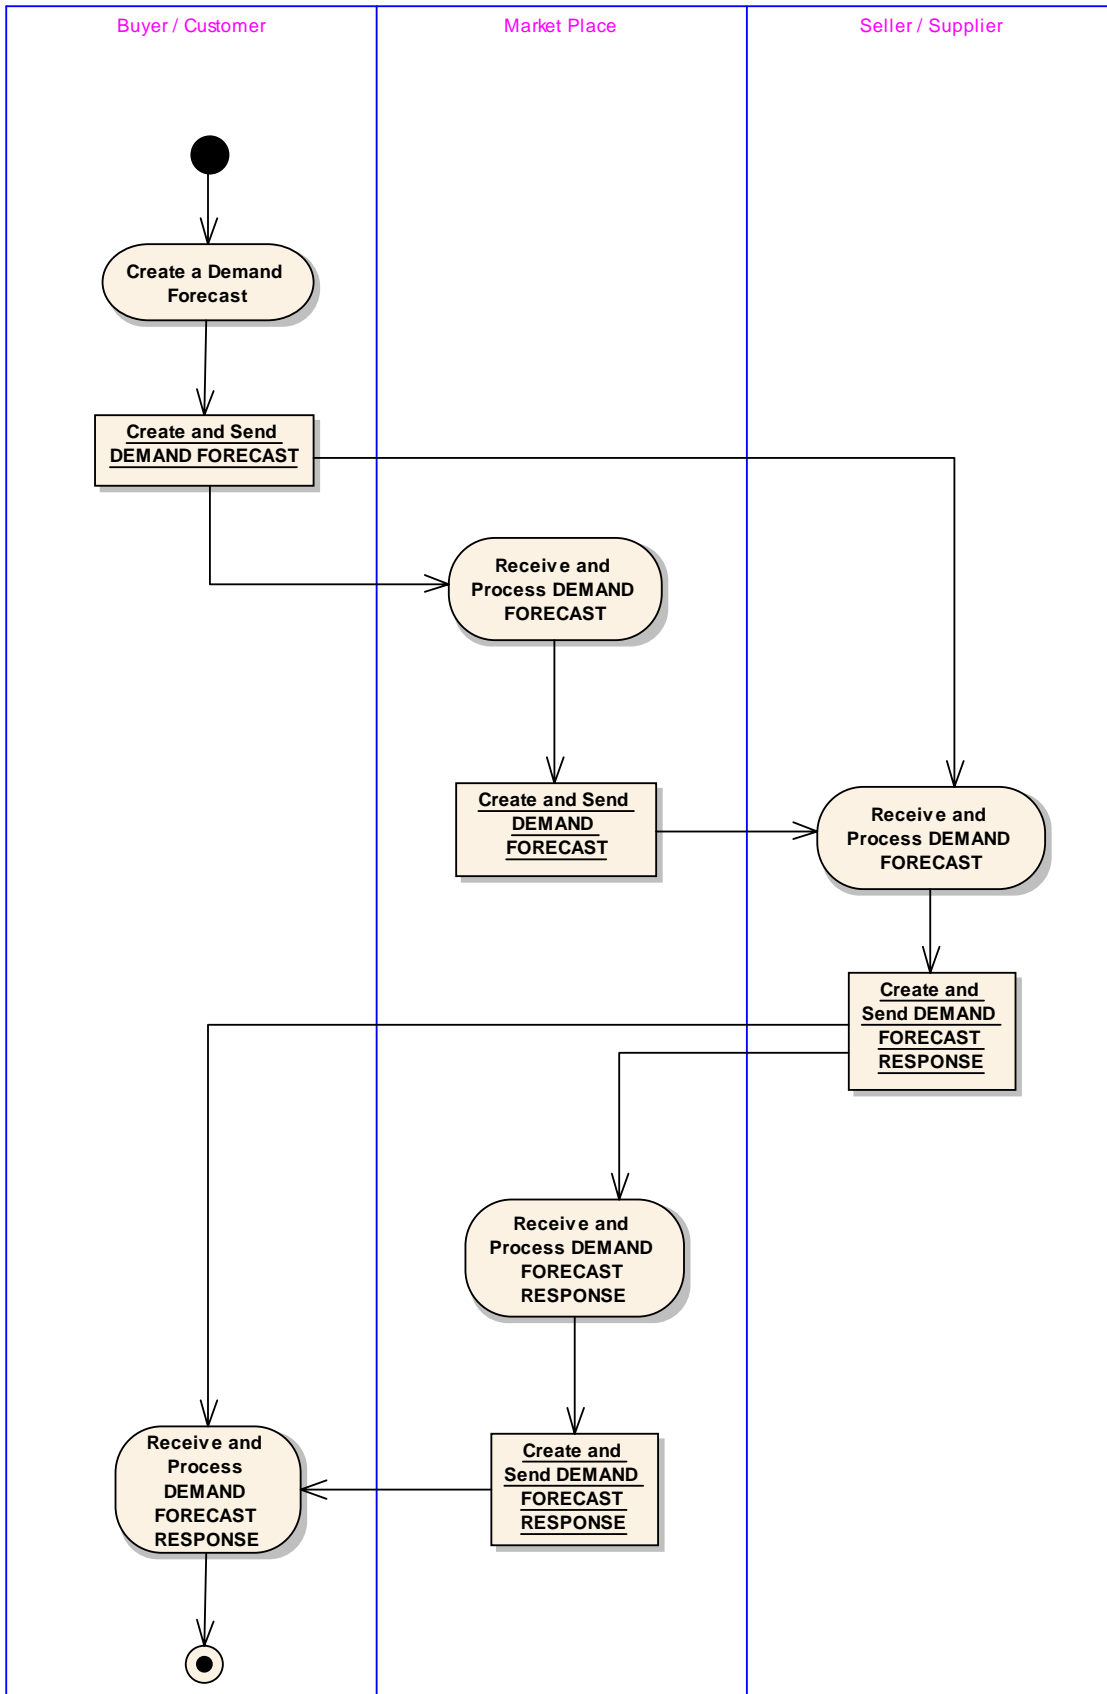 Buyer / Customer
Market Place
Seller / Supplier
Create a Demand
Forecast
Create and Send
DEMAND FORECAST
Receive and
Process DEMAND
FORECAST
Create and Send
DEMAND
FORECAST
Receive and
Process DEMAND
FORECAST
Create and
Send DEMAND
FORECAST
RESPONSE
Receive and
Process DEMAND
FORECAST
RESPONSE
Create and
Send DEMAND
FORECAST
RESPONSE
Receive and
Process
DEMAND
FORECAST
RESPONSE